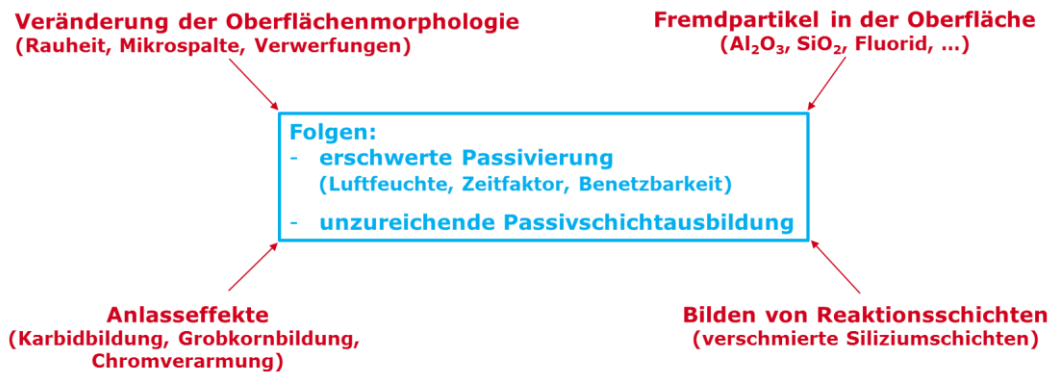 Veränderung der Oberflächenmorphologie
(Rauheit, Mikrospalte, Verwerfungen)
Fremdpartikel in der Oberfläche
(Al₂O₃, SiO₂, Fluorid, ...)
Folgen:
- erschwerte Passivierung
(Luftfeuchte, Zeitfaktor, Benetzbarkeit)
- unzureichende Passivschichtausbildung
Anlasseffekte
(Karbidbildung, Grobkornbildung,
Chromverarmung)
Bilden von Reaktionsschichten
(verschmierte Siliziumschichten)